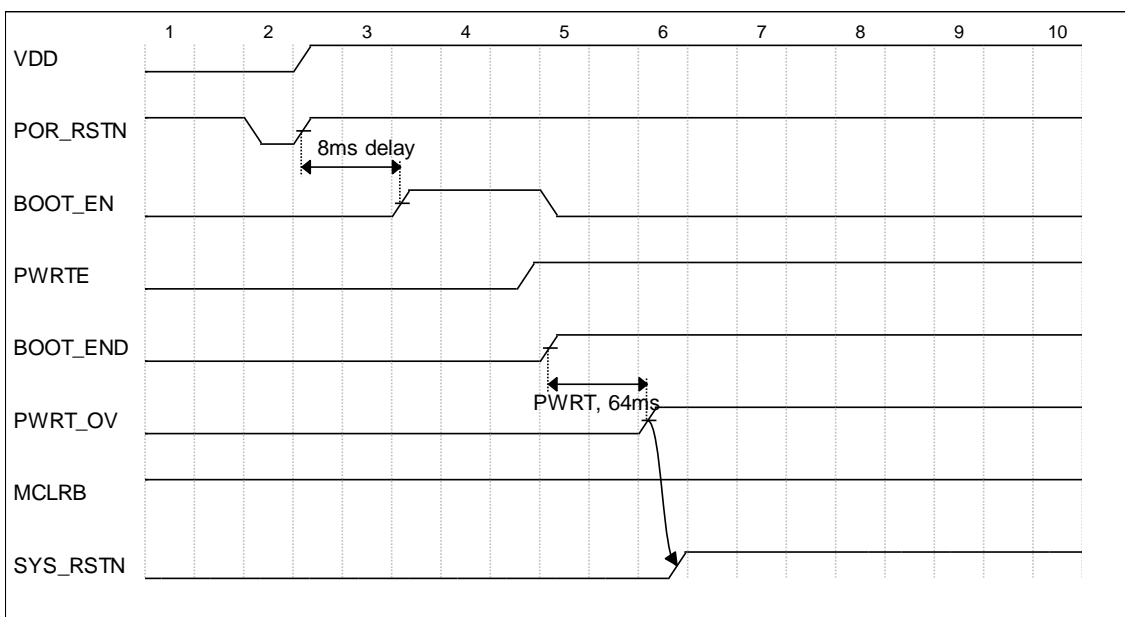 1 2 3 4 5 6 7 8 9 10
VDD
POR_RSTN
8ms delay
BOOT_EN
PWRTE
BOOT_END
PWRT, 64ms
PWRT_OV
MCLRB
SYS_RSTN